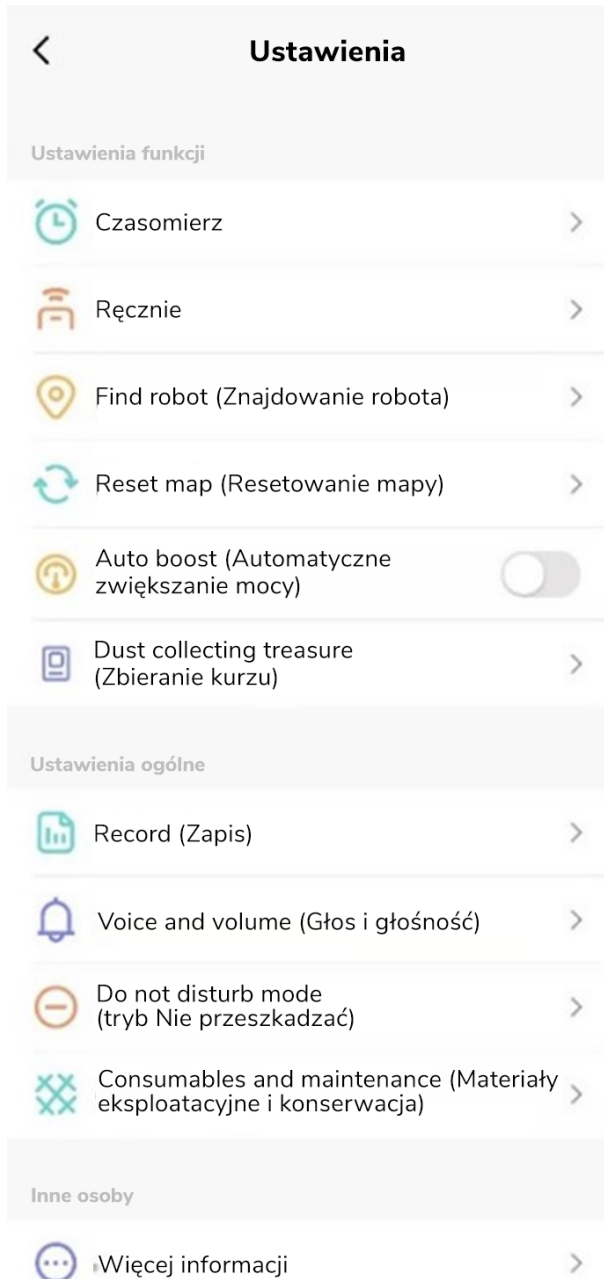 Ustawienia
Ustawienia funkcji
Czasomierz
Ręcznie
Find robot (Znajdowanie robota)
Reset map (Resetowanie mapy)
Auto boost (Automatyczne
zwiększanie mocy)
Dust collecting treasure
(Zbieranie kurzu)
Ustawienia ogólne
Record (Zapis)
Voice and volume (Głos i głośność)
Do not disturb mode
(tryb Nie przeszkadzać)
Consumables and maintenance (Materiały
eksploatacyjne i konserwacja)
Inne osoby
Więcej informacji